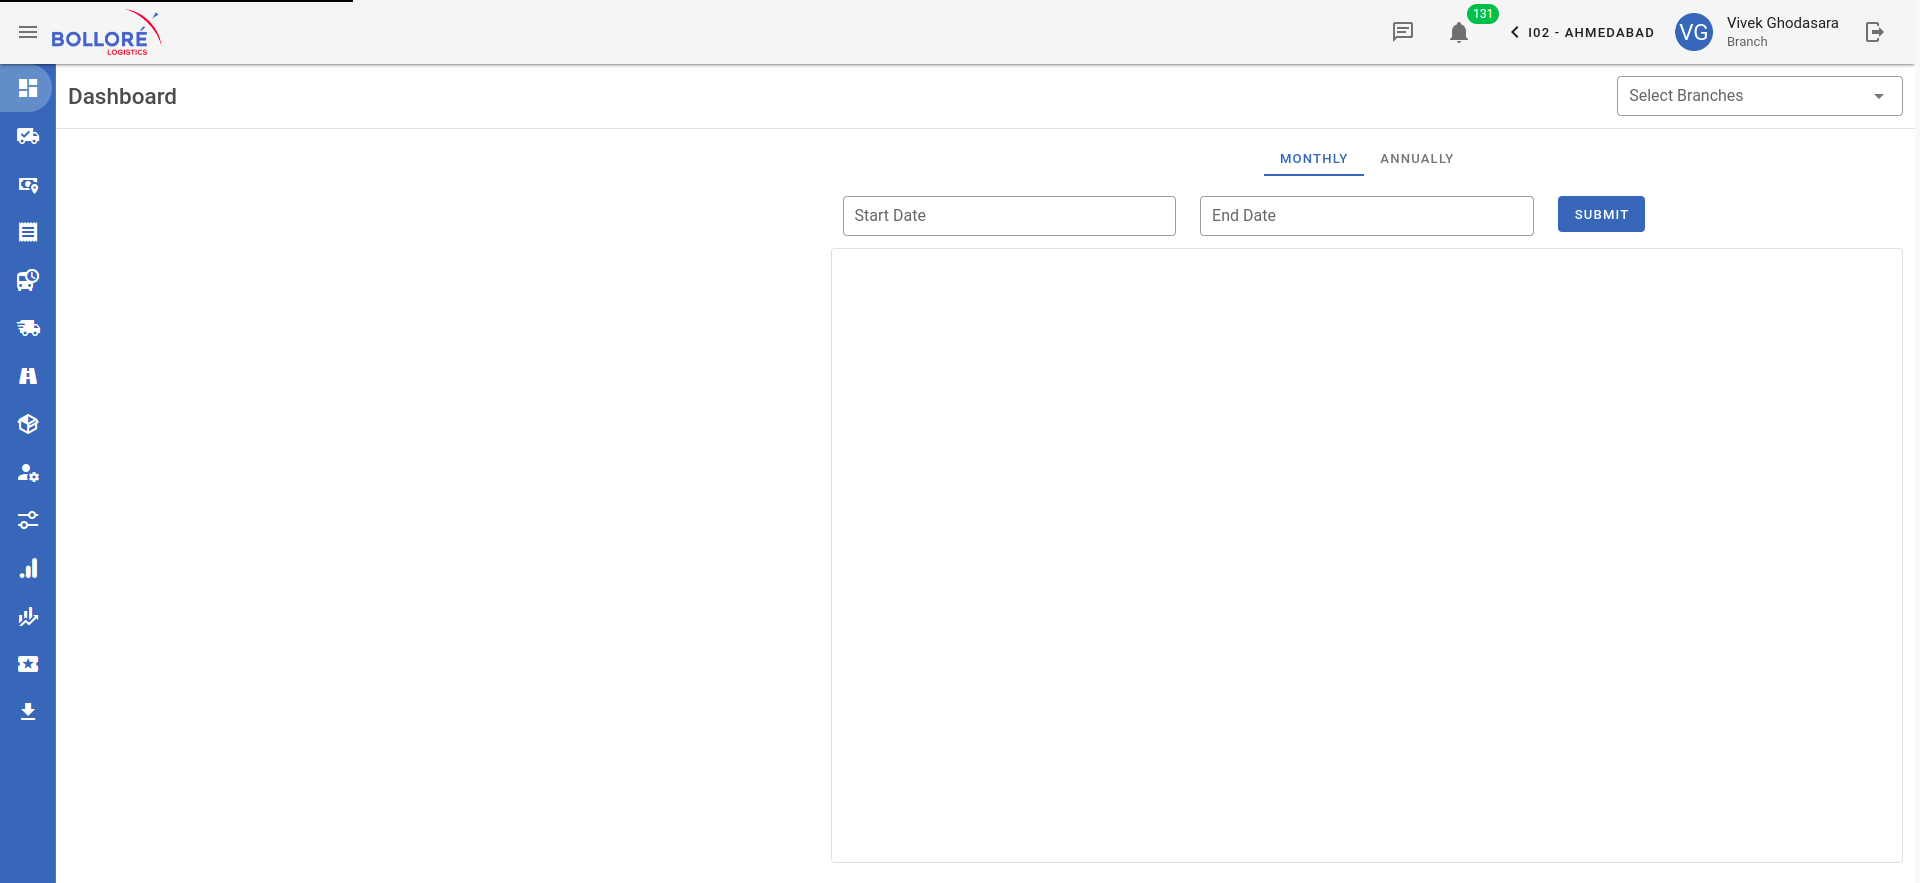 BOLLORÉ
LOGISTICS
131
I02 - AHMEDABAD
VG
Vivek Ghodasara
Branch
Dashboard
Select Branches
MONTHLY
ANNUALLY
Start Date
End Date
SUBMIT